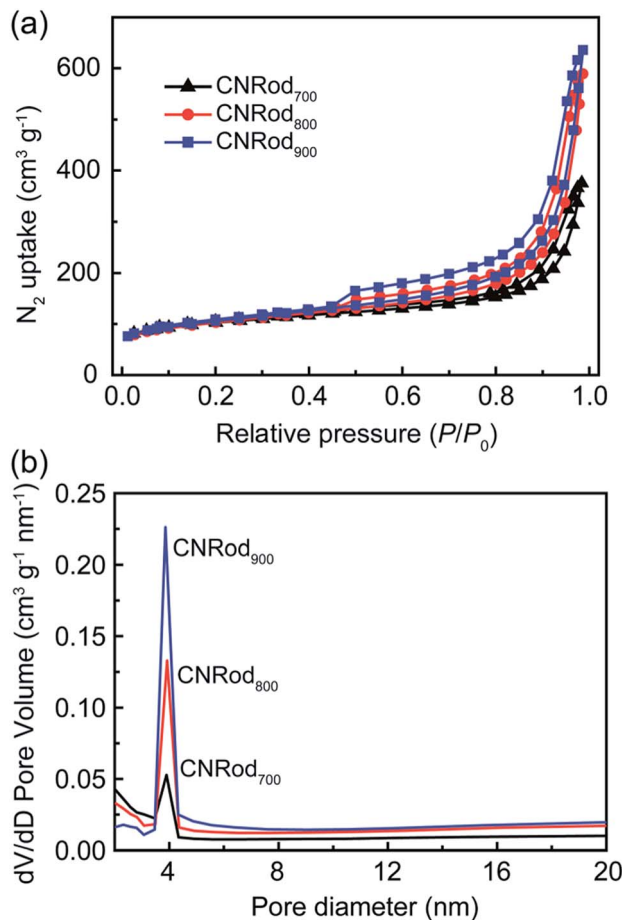 (a)
600
400
200
0
N₂ uptake (cm³ g⁻¹)
CNRod₇₀₀
CNRod₈₀₀
CNRod₉₀₀
0.0 0.2 0.4 0.6 0.8 1.0
Relative pressure (P/P₀)
(b)
0.25
0.20
0.15
0.10
0.05
0.00
dV/dD Pore Volume (cm³ g⁻¹ nm⁻¹)
CNRod₉₀₀
CNRod₈₀₀
CNRod₇₀₀
4 8 12 16 20
Pore diameter (nm)